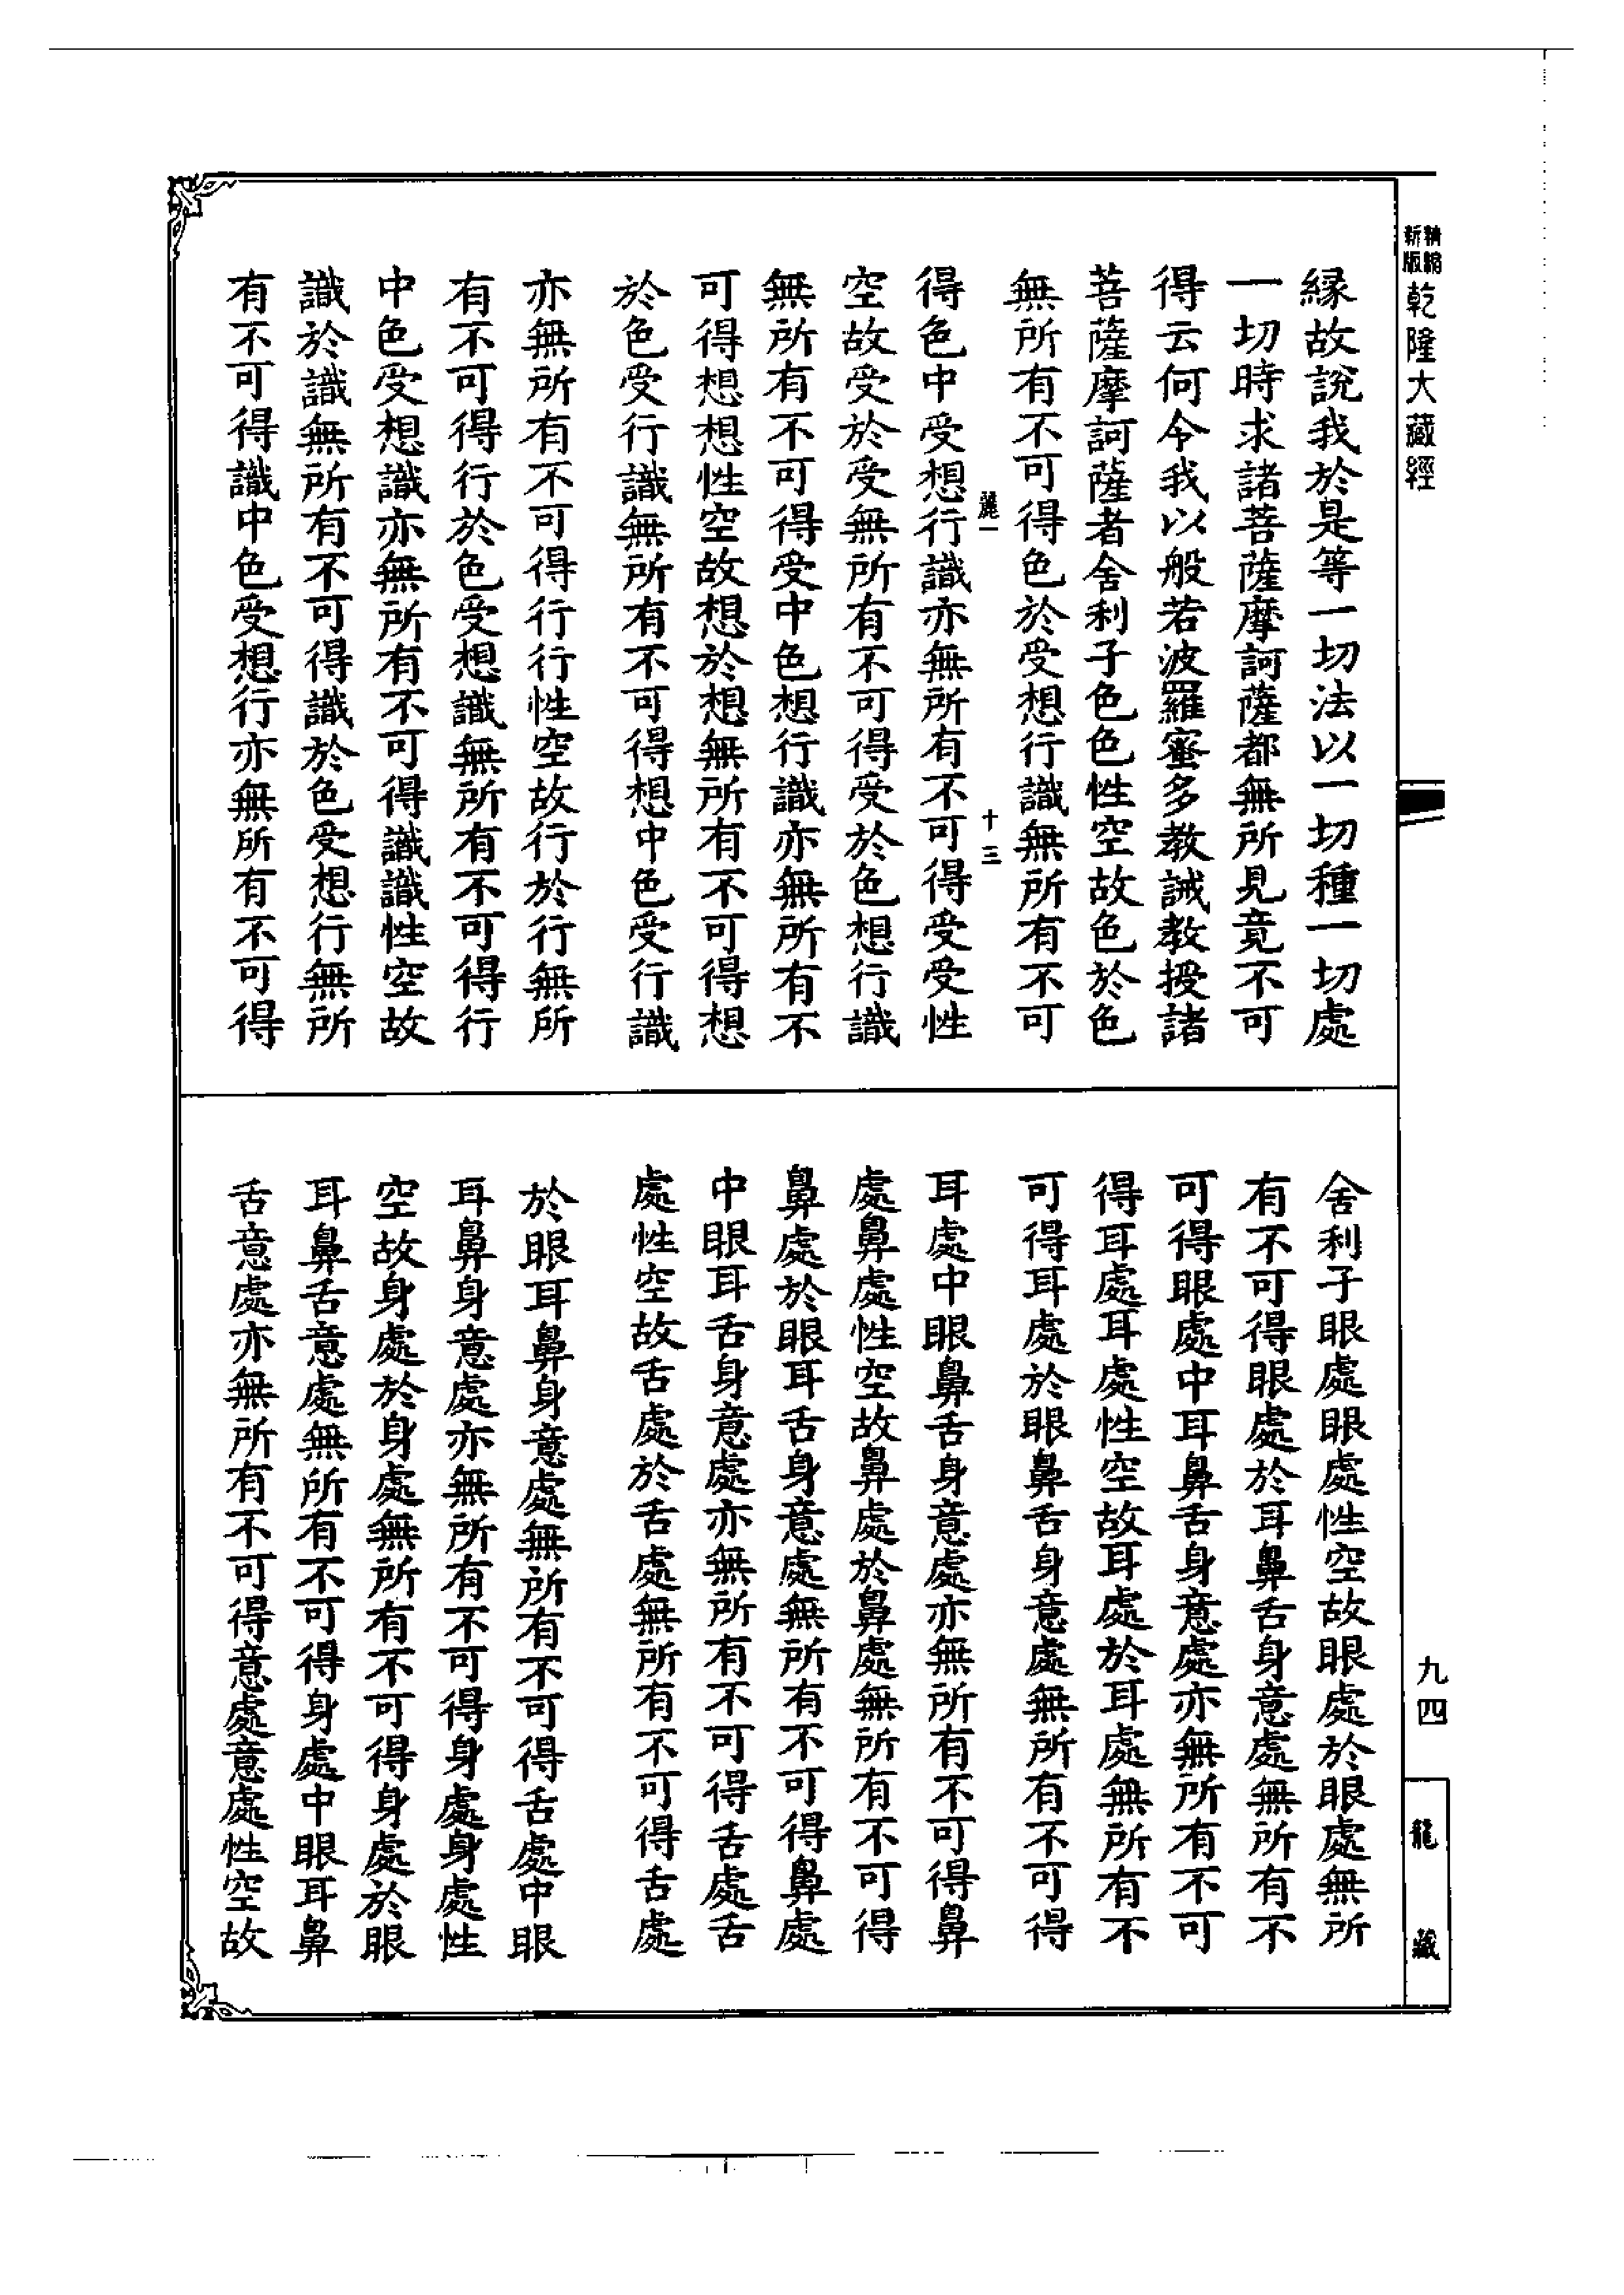 精縮新版乾隆大藏經
緣故說我於是等一切法以一切種一切處
一切時求諸菩薩摩訶薩都無所見竟不可
得云何令我以般若波羅蜜多教誡教授諸
菩薩摩訶薩者舍利子色色性空故色於色
無所有不可得色於受想行識無所有不可
麗一 十三
得色中受想行識亦無所有不可得受受性
空故受於受無所有不可得受於色想行識
無所有不可得受中色想行識亦無所有不
可得想想性空故想於想無所有不可得想
於色受行識無所有不可得想中色受行識
亦無所有不可得行行性空故行於行無所
有不可得行於色受想識無所有不可得行
中色受想識亦無所有不可得識識性空故
識於識無所有不可得識於色受想行無所
有不可得識中色受想行亦無所有不可得
舍利子眼處眼處性空故眼處於眼處無所
有不可得眼處於耳鼻舌身意處無所有不
可得眼處中耳鼻舌身意處亦無所有不可
得耳處耳處性空故耳處於耳處無所有不
可得耳處於眼鼻舌身意處無所有不可得
耳處中眼鼻舌身意處亦無所有不可得鼻
處鼻處性空故鼻處於鼻處無所有不可得
鼻處於眼耳舌身意處無所有不可得鼻處
中眼耳舌身意處亦無所有不可得舌處舌
處性空故舌處於舌處無所有不可得舌處
於眼耳鼻身意處無所有不可得舌處中眼
耳鼻身意處亦無所有不可得身處身處性
空故身處於身處無所有不可得身處於眼
耳鼻舌意處無所有不可得身處中眼耳鼻
舌意處亦無所有不可得意處意處性空故
九四
龍藏